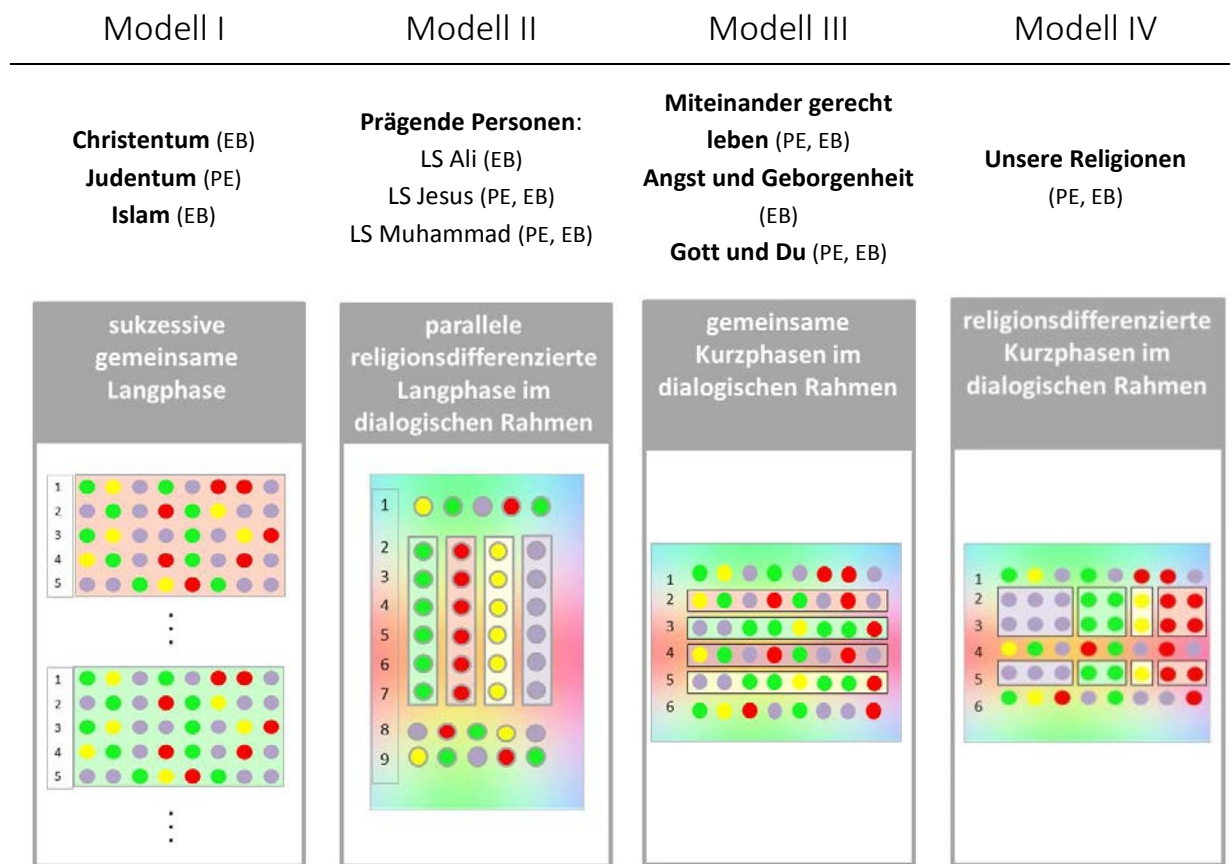 Modell I
Modell II
Modell III
Modell IV
Christentum (EB)
Judentum (PE)
Islam (EB)
Prägende Personen:
LS Ali (EB)
LS Jesus (PE, EB)
LS Muhammad (PE, EB)
Miteinander gerecht
leben (PE, EB)
Angst und Geborgenheit
(EB)
Gott und Du (PE, EB)
Unsere Religionen
(PE, EB)
sukzessive
gemeinsame
Langphase
parallele
religionsdifferenzierte
Langphase im
dialogischen Rahmen
gemeinsame
Kurzphasen im
dialogischen Rahmen
religionsdifferenzierte
Kurzphasen im
dialogischen Rahmen
1
2
3
4
5
⋮
1
2
3
4
5
⋮
1
2
3
4
5
6
7
8
9
1
2
3
4
5
6
1
2
3
4
5
6